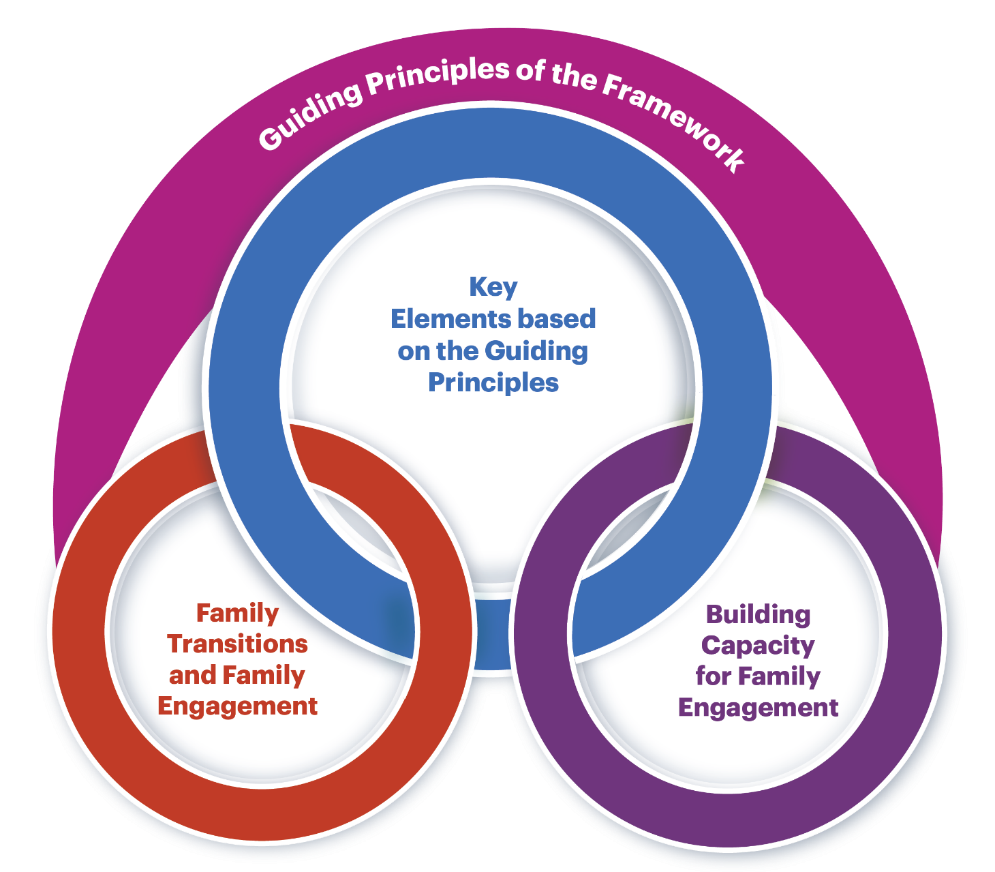 Guiding Principles of the Framework
Key
Elements based
on the Guiding
Principles
Family
Transitions
and Family
Engagement
Building
Capacity
for Family
Engagement